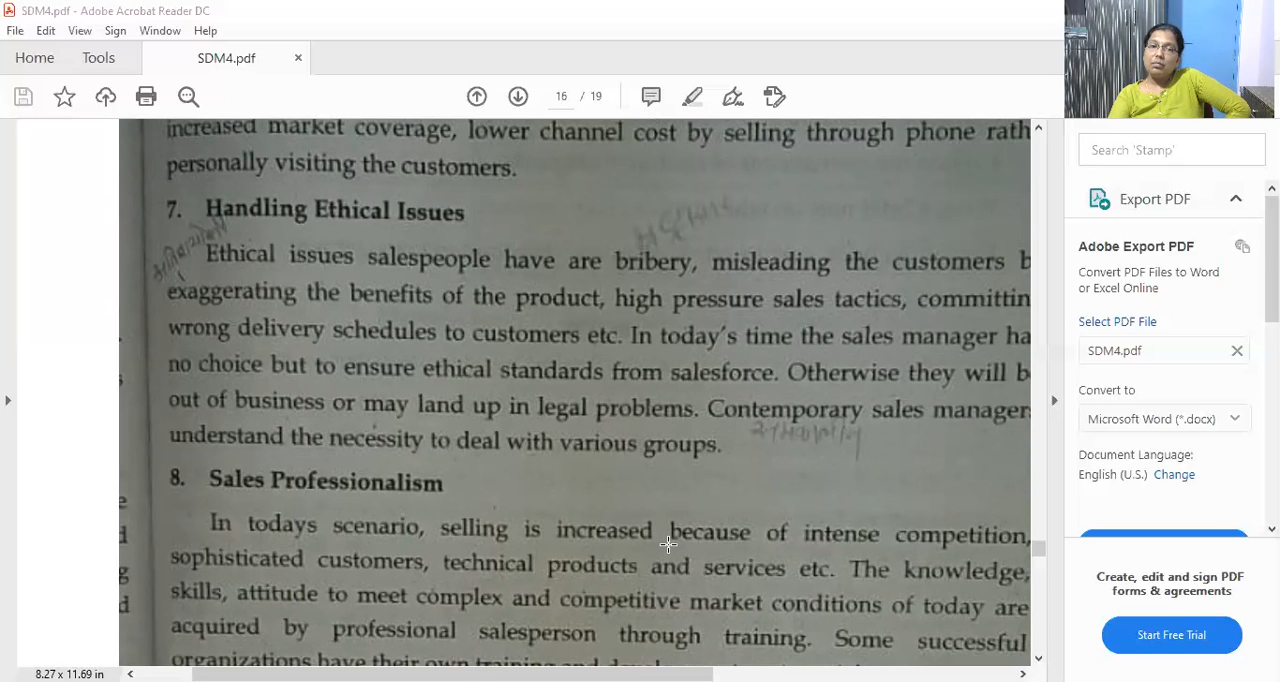 SDM4.pdf - Adobe Acrobat Reader DC
File Edit View Sign Window Help
Home Tools SDM4.pdf ×
16 / 19
increased market coverage, lower channel cost by selling through phone rath
personally visiting the customers.
7. Handling Ethical Issues
Ethical issues salespeople have are bribery, misleading the customers b
exaggerating the benefits of the product, high pressure sales tactics, committin
wrong delivery schedules to customers etc. In today's time the sales manager ha
no choice but to ensure ethical standards from salesforce. Otherwise they will b
out of business or may land up in legal problems. Contemporary sales manager
understand the necessity to deal with various groups.
8. Sales Professionalism
In todays scenario, selling is increased because of intense competition,
sophisticated customers, technical products and services etc. The knowledge,
skills, attitude to meet complex and competitive market conditions of today are
acquired by professional salesperson through training. Some successful
organizations have their own training and
8.27 x 11.69 in
Search 'Stamp'
Export PDF
Adobe Export PDF
Convert PDF Files to Word
or Excel Online
Select PDF File
SDM4.pdf
Convert to
Microsoft Word (*.docx)
Document Language:
English (U.S.) Change
Create, edit and sign PDF
forms & agreements
Start Free Trial